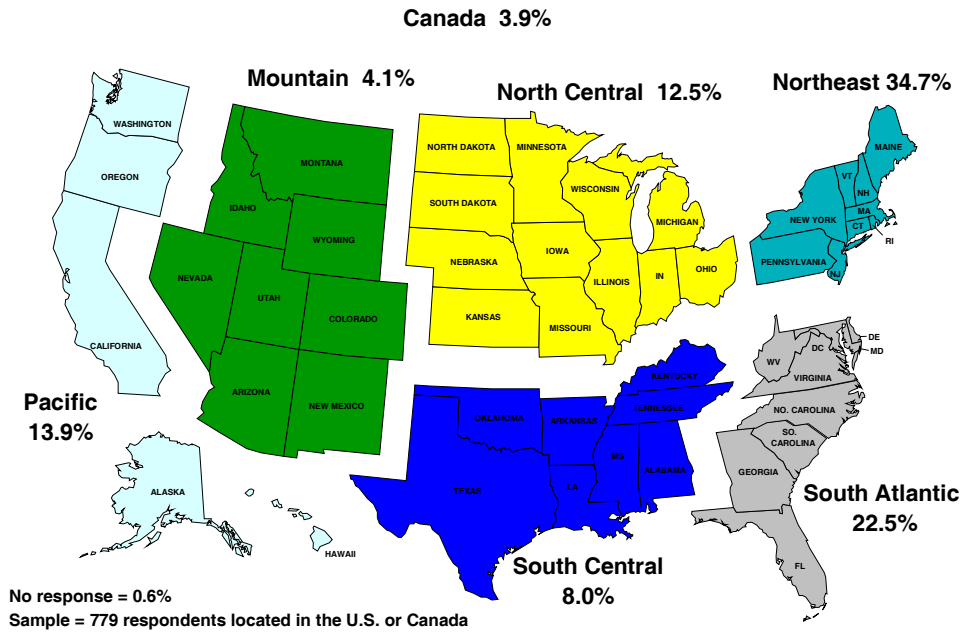 Canada 3.9%
Mountain 4.1%
North Central 12.5%
Northeast 34.7%
WASHINGTON
OREGON
CALIFORNIA
Pacific
13.9%
ALASKA
HAWAII
MONTANA
IDAHO
WYOMING
NEVADA
UTAH
COLORADO
ARIZONA
NEW MEXICO
NORTH DAKOTA
MINNESOTA
SOUTH DAKOTA
WISCONSIN
MICHIGAN
NEBRASKA
IOWA
ILLINOIS
IN
OHIO
KANSAS
MISSOURI
MAINE
VT
NH
NEW YORK
MA
CT
RI
PENNSYLVANIA
NJ
KENTUCKY
TENNESSEE
OKLAHOMA
ARKANSAS
TEXAS
LA
MS
ALABAMA
South Central
8.0%
DE
MD
DC
WV
VIRGINIA
NO. CAROLINA
SO.
CAROLINA
GEORGIA
FL
South Atlantic
22.5%
No response = 0.6%
Sample = 779 respondents located in the U.S. or Canada